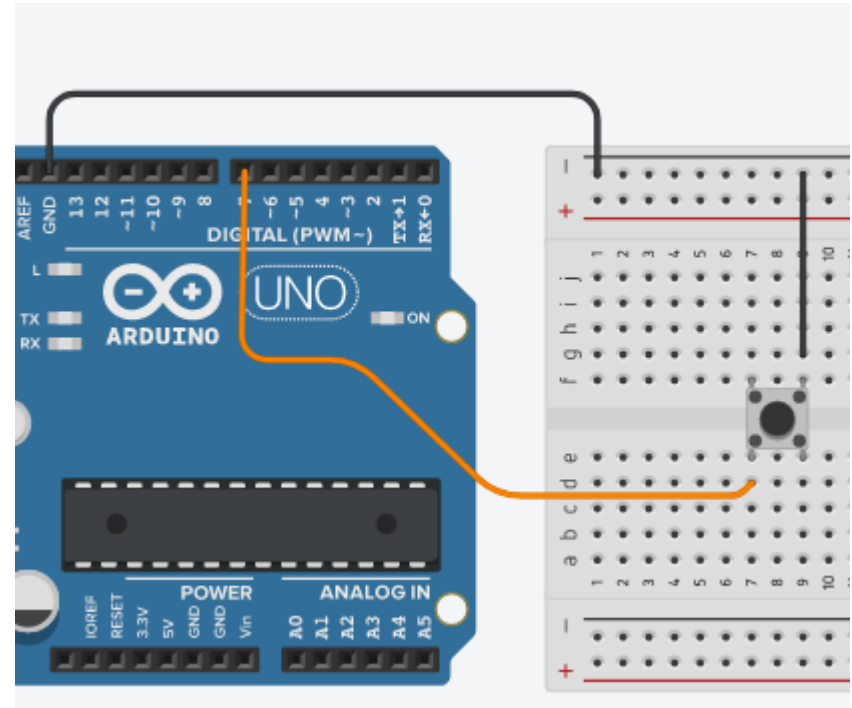 AREF
GND
13
12
~11
~10
~9
8
~6
~5
4
~3
2
TX→1
RX←0
DIGITAL (PWM~)
L
TX
RX
UNO
ON
ARDUINO
IOREF
RESET
3.3V
5V
GND
GND
Vin
POWER
ANALOG IN
A0
A1
A2
A3
A4
A5
−
+
1 2 3 4 5 6 7 8 9 10
j
i
h
g
f
e
d
c
b
a
1 2 3 4 5 6 7 8 9 10
−
+